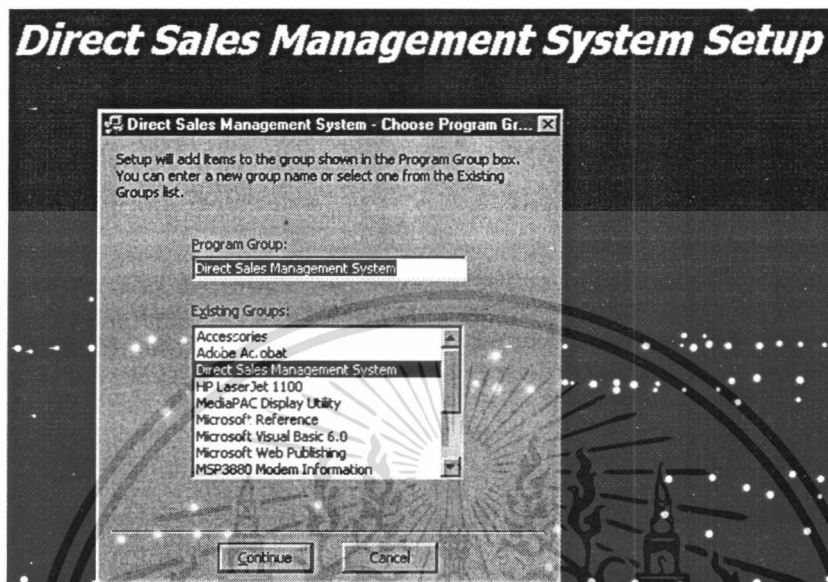 Direct Sales Management System Setup
Direct Sales Management System - Choose Program Gr...
Setup will add items to the group shown in the Program Group box.
You can enter a new group name or select one from the Existing
Groups list.
Program Group:
Direct Sales Management System
Existing Groups:
Accessories
Adobe Acrobat
Direct Sales Management System
HP LaserJet 1100
MediaPAC Display Utility
Microsoft Reference
Microsoft Visual Basic 6.0
Microsoft Web Publishing
MSP3880 Modem Information
Continue
Cancel